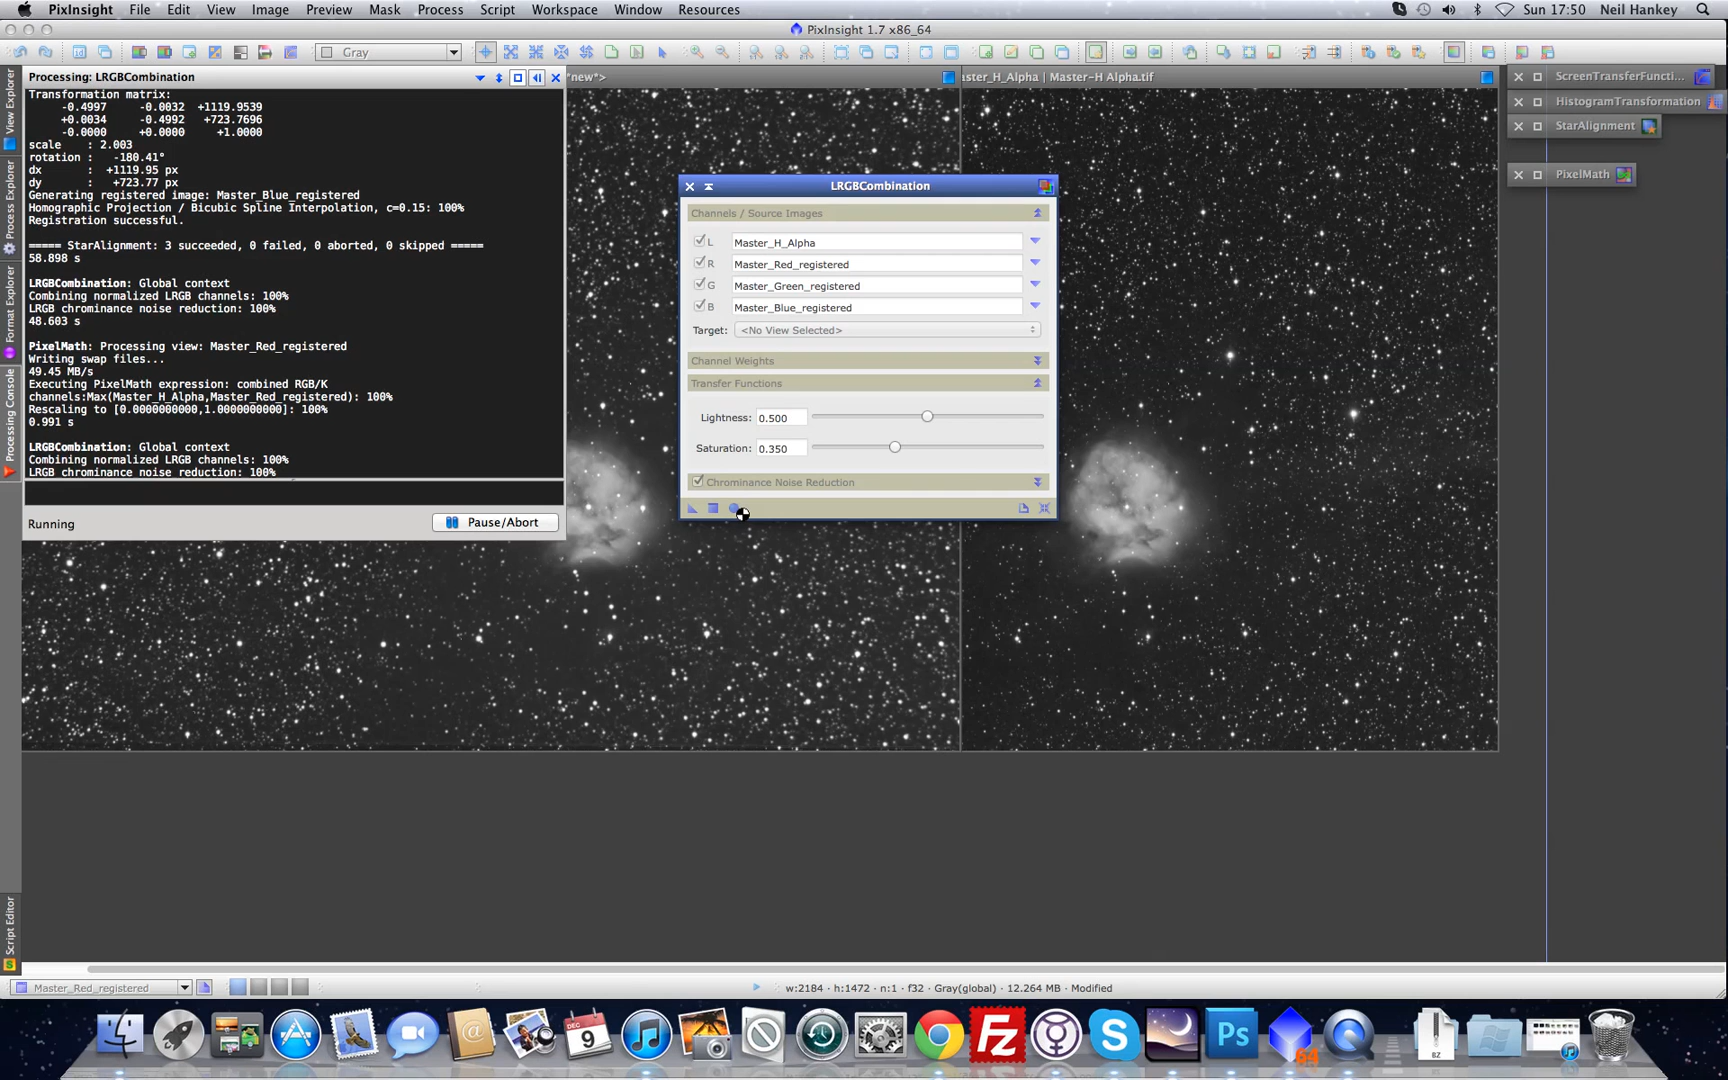 PixInsight File Edit View Image Preview Mask Process Script Workspace Window Resources Sun 17:50 Neil Hankey
PixInsight 1.7 x86_64
Gray
Processing: LRGBCombination
*new*>
aster_H_Alpha | Master-H Alpha.tif
ScreenTransferFuncti...
HistogramTransformation
StarAlignment
PixelMath
View Explorer
Process Explorer
Format Explorer
Processing Console
Script Editor
Transformation matrix:
-0.4997 -0.0032 +1119.9539
+0.0034 -0.4992 +723.7696
-0.0000 +0.0000 +1.0000
scale : 2.003
rotation : -180.41°
dx : +1119.95 px
dy : +723.77 px
Generating registered image: Master_Blue_registered
Homographic Projection / Bicubic Spline Interpolation, c=0.15: 100%
Registration successful.
===== StarAlignment: 3 succeeded, 0 failed, 0 aborted, 0 skipped =====
58.898 s
LRGBCombination: Global context
Combining normalized LRGB channels: 100%
LRGB chrominance noise reduction: 100%
48.603 s
PixelMath: Processing view: Master_Red_registered
Writing swap files...
49.45 MB/s
Executing PixelMath expression: combined RGB/K
channels:Max(Master_H_Alpha,Master_Red_registered): 100%
Rescaling to [0.0000000000,1.0000000000]: 100%
0.991 s
LRGBCombination: Global context
Combining normalized LRGB channels: 100%
LRGB chrominance noise reduction: 100%
Running
Pause/Abort
LRGBCombination
Channels / Source Images
L Master_H_Alpha
R Master_Red_registered
G Master_Green_registered
B Master_Blue_registered
Target: <No View Selected>
Channel Weights
Transfer Functions
Lightness: 0.500
Saturation: 0.350
Chrominance Noise Reduction
Master_Red_registered
w:2184 · h:1472 · n:1 · f32 · Gray(global) · 12.264 MB · Modified
DEC
9
Fz
S
Ps
64
BZ